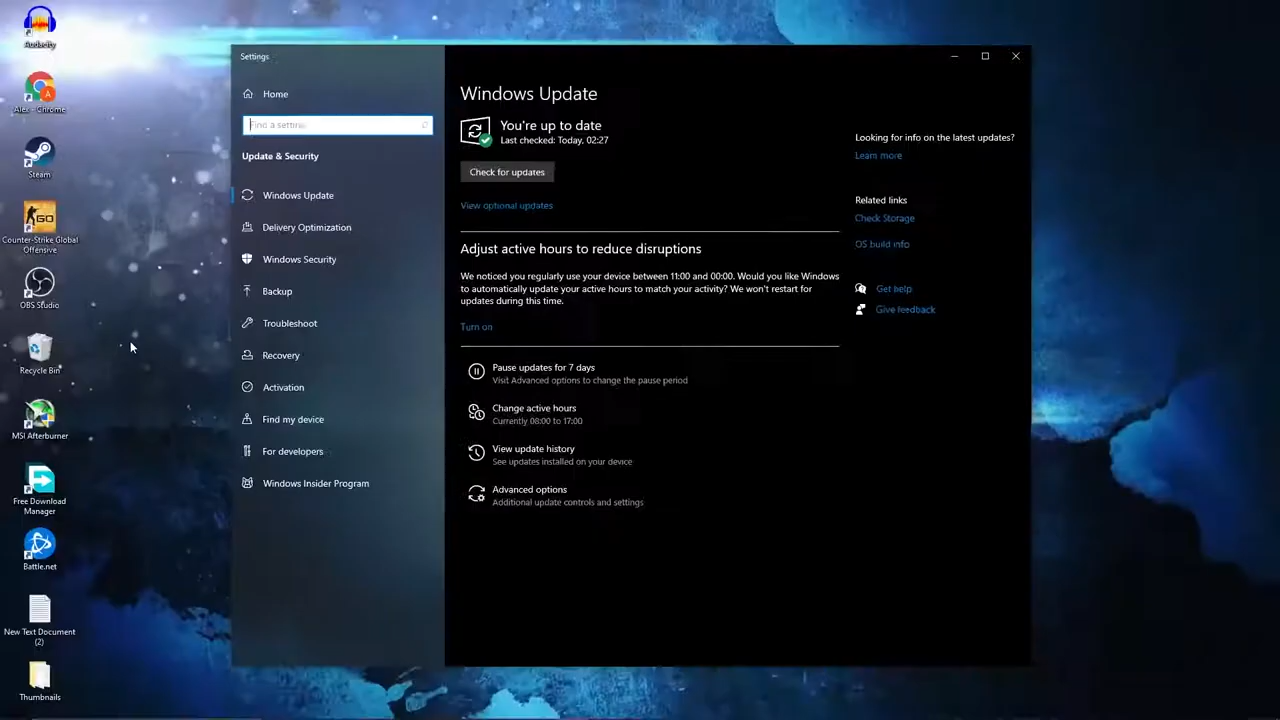 Audacity
Alex - Chrome
Steam
GO
Counter-Strike Global
Offensive
OBS Studio
Recycle Bin
MSI Afterburner
Free Download
Manager
Battle.net
New Text Document
(2)
Thumbnails
Settings
Home
Find a setting
Update & Security
Windows Update
Delivery Optimization
Windows Security
Backup
Troubleshoot
Recovery
Activation
Find my device
For developers
Windows Insider Program
Windows Update
You're up to date
Last checked: Today, 02:27
Check for updates
View optional updates
Adjust active hours to reduce disruptions
We noticed you regularly use your device between 11:00 and 00:00. Would you like Windows
to automatically update your active hours to match your activity? We won't restart for
updates during this time.
Turn on
Pause updates for 7 days
Visit Advanced options to change the pause period
Change active hours
Currently 08:00 to 17:00
View update history
See updates installed on your device
Advanced options
Additional update controls and settings
Looking for info on the latest updates?
Learn more
Related links
Check Storage
OS build info
Get help
Give feedback